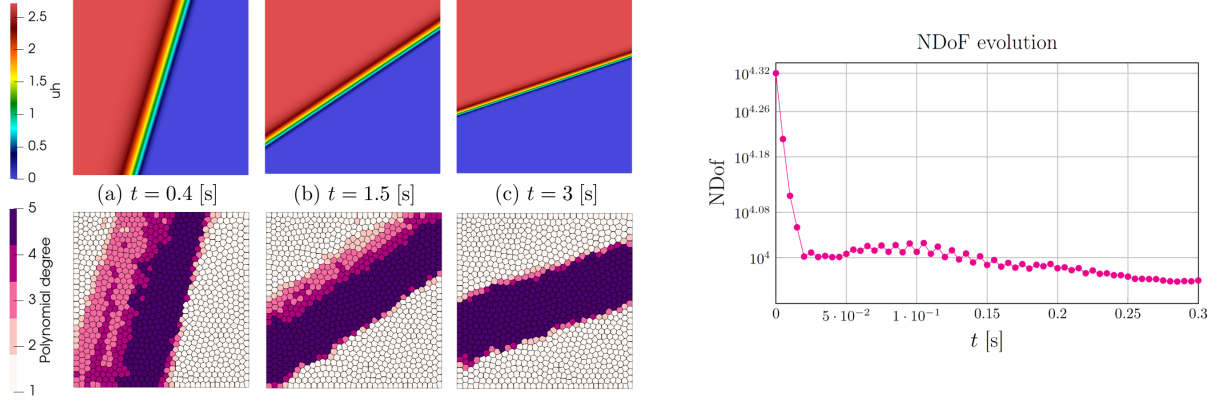 2.5
2
1.5
1
0.5
0
uh
(a) t = 0.4 [s]
(b) t = 1.5 [s]
(c) t = 3 [s]
5
4
3
2
1
Polynomial degree
NDoF evolution
10^4.32
10^4.26
10^4.18
10^4.08
10^4
NDof
0
5 · 10^−2
1 · 10^−1
0.15
0.2
0.25
0.3
t [s]